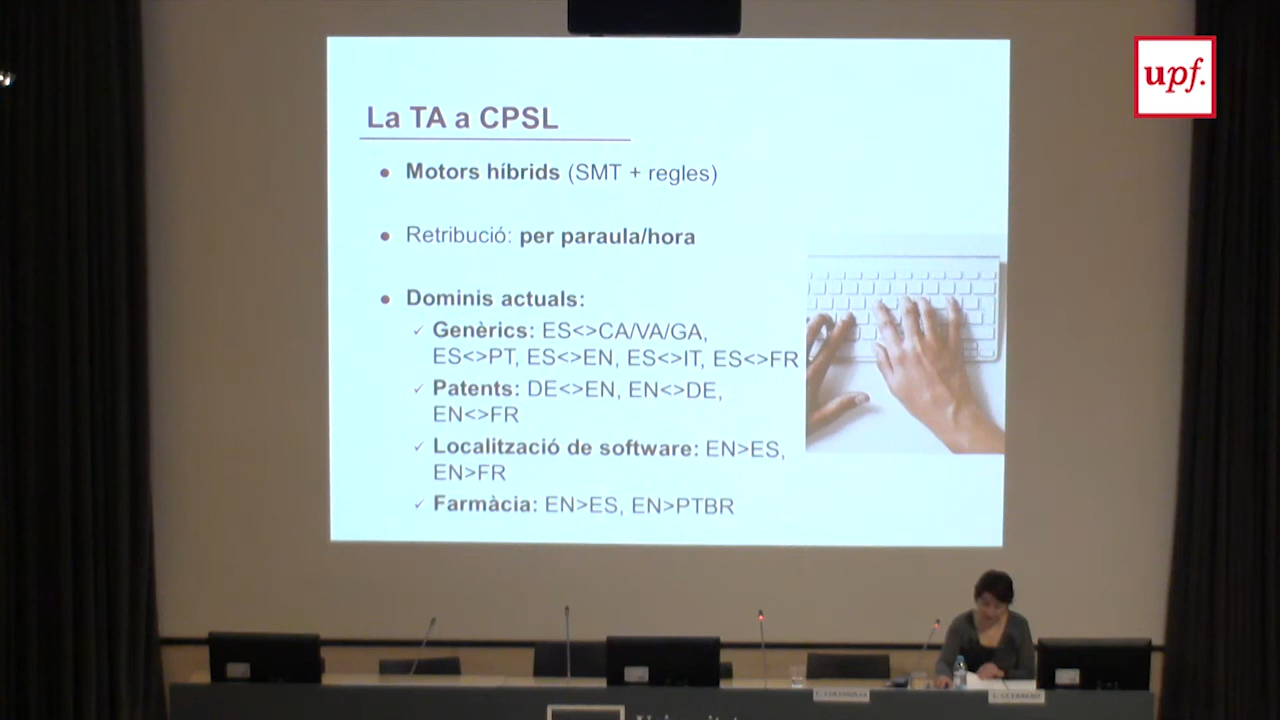 upf.
La TA a CPSL
● Motors híbrids (SMT + regles)
● Retribució: per paraula/hora
● Dominis actuals:
✓ Genèrics: ES<>CA/VA/GA,
ES<>PT, ES<>EN, ES<>IT, ES<>FR
✓ Patents: DE<>EN, EN<>DE,
EN<>FR
✓ Localització de software: EN>ES,
EN>FR
✓ Farmàcia: EN>ES, EN>PTBR